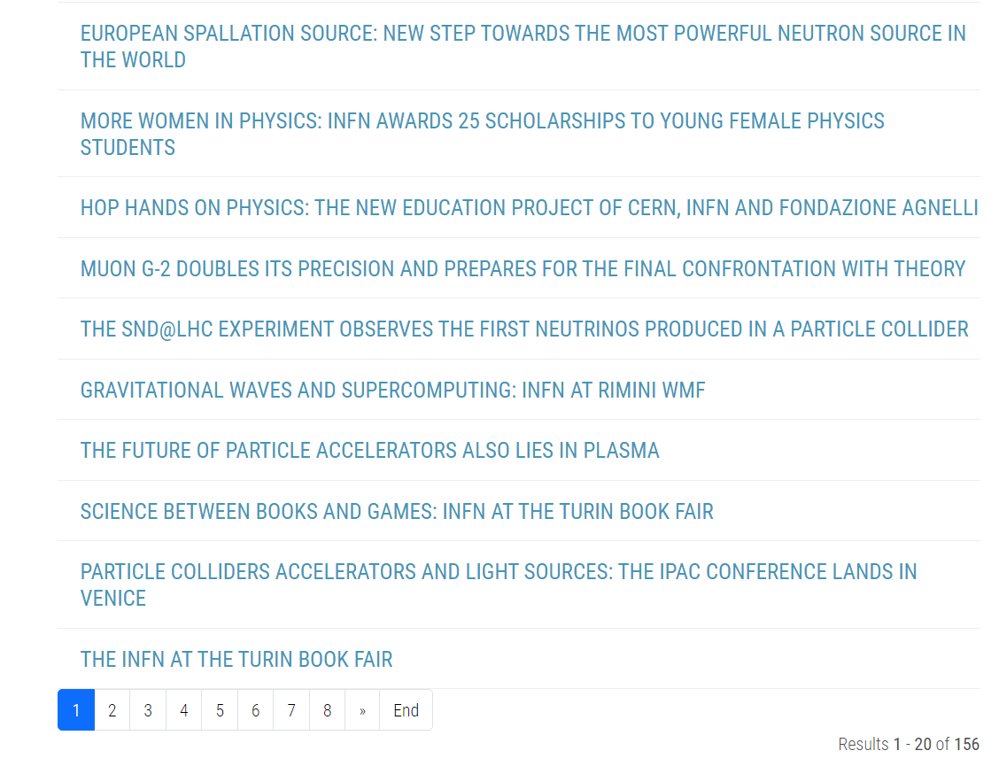 EUROPEAN SPALLATION SOURCE: NEW STEP TOWARDS THE MOST POWERFUL NEUTRON SOURCE IN
THE WORLD
MORE WOMEN IN PHYSICS: INFN AWARDS 25 SCHOLARSHIPS TO YOUNG FEMALE PHYSICS
STUDENTS
HOP HANDS ON PHYSICS: THE NEW EDUCATION PROJECT OF CERN, INFN AND FONDAZIONE AGNELLI
MUON G-2 DOUBLES ITS PRECISION AND PREPARES FOR THE FINAL CONFRONTATION WITH THEORY
THE SND@LHC EXPERIMENT OBSERVES THE FIRST NEUTRINOS PRODUCED IN A PARTICLE COLLIDER
GRAVITATIONAL WAVES AND SUPERCOMPUTING: INFN AT RIMINI WMF
THE FUTURE OF PARTICLE ACCELERATORS ALSO LIES IN PLASMA
SCIENCE BETWEEN BOOKS AND GAMES: INFN AT THE TURIN BOOK FAIR
PARTICLE COLLIDERS ACCELERATORS AND LIGHT SOURCES: THE IPAC CONFERENCE LANDS IN
VENICE
THE INFN AT THE TURIN BOOK FAIR
1 2 3 4 5 6 7 8 » End
Results 1 - 20 of 156